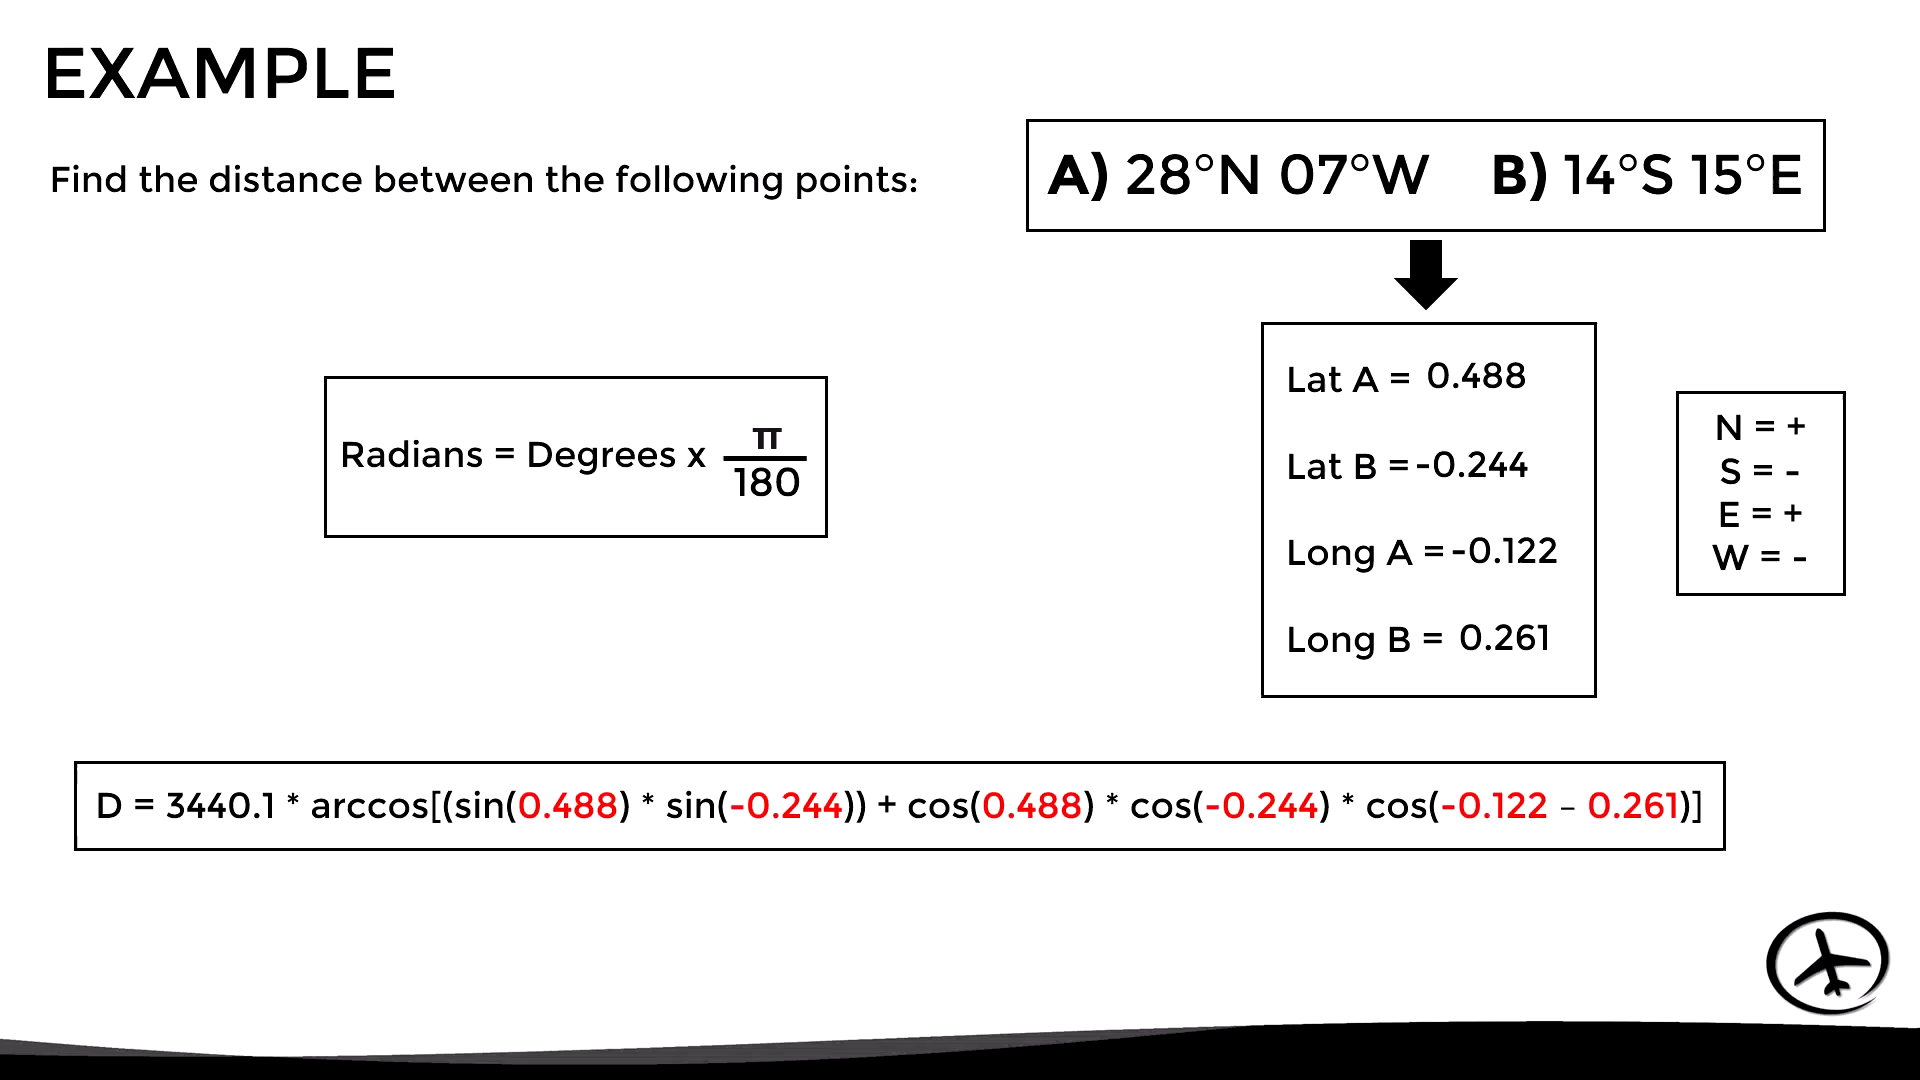 EXAMPLE
Find the distance between the following points:
A) 28°N 07°W B) 14°S 15°E
Radians = Degrees x π
180
Lat A = 0.488
Lat B = -0.244
Long A = -0.122
Long B = 0.261
N = +
S = -
E = +
W = -
D = 3440.1 * arccos[(sin(0.488) * sin(-0.244)) + cos(0.488) * cos(-0.244) * cos(-0.122 – 0.261)]